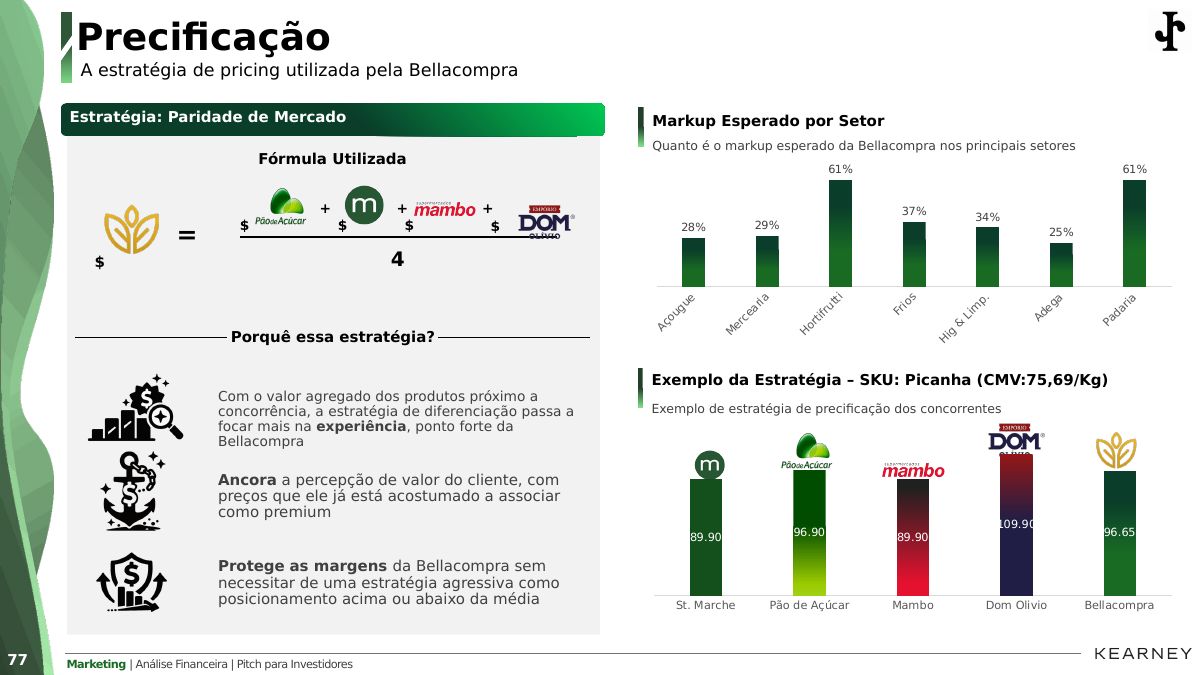 Precificação
A estratégia de pricing utilizada pela Bellacompra
Estratégia: Paridade de Mercado
Fórmula Utilizada
$ = $ Pão de Açúcar + $ m + $ supermercados mambo + $ EMPÓRIO DOM OLIVIO
4
Porquê essa estratégia?
Com o valor agregado dos produtos próximo a
concorrência, a estratégia de diferenciação passa a
focar mais na experiência, ponto forte da
Bellacompra
Ancora a percepção de valor do cliente, com
preços que ele já está acostumado a associar
como premium
Protege as margens da Bellacompra sem
necessitar de uma estratégia agressiva como
posicionamento acima ou abaixo da média
Markup Esperado por Setor
Quanto é o markup esperado da Bellacompra nos principais setores
28% 29% 61% 37% 34% 25% 61%
Açougue Mercearia Hortifrutti Frios Hig & Limp. Adega Padaria
Exemplo da Estratégia – SKU: Picanha (CMV:75,69/Kg)
Exemplo de estratégia de precificação dos concorrentes
m Pão de Açúcar supermercados mambo EMPÓRIO DOM OLIVIO
89.90 96.90 89.90 109.90 96.65
St. Marche Pão de Açúcar Mambo Dom Olivio Bellacompra
77
Marketing | Análise Financeira | Pitch para Investidores
KEARNEY